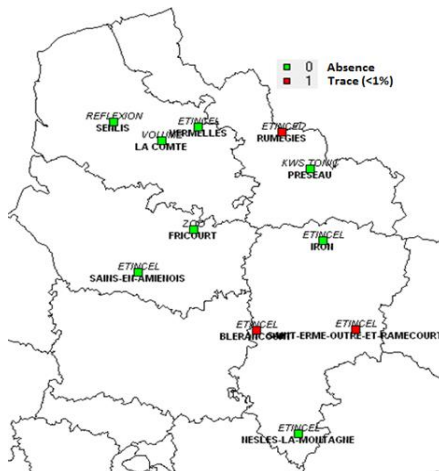 0 Absence
1 Trace (<1%)
REFLEXION
SENLIS
ETINCEL
VERMELLES
VOLUME
LA COMTE
ETINCEL
RUMEGIES
KWS TONIC
PRESEAU
ZOO
FRICOURT
ETINCEL
IRON
ETINCEL
SAINS-EN-AMIENOIS
ETINCEL
BLERANCOURT
ETINCEL
SAINT-ERME-OUTRE-ET-RAMECOURT
ETINCEL
NESLES-LA-MONTAGNE